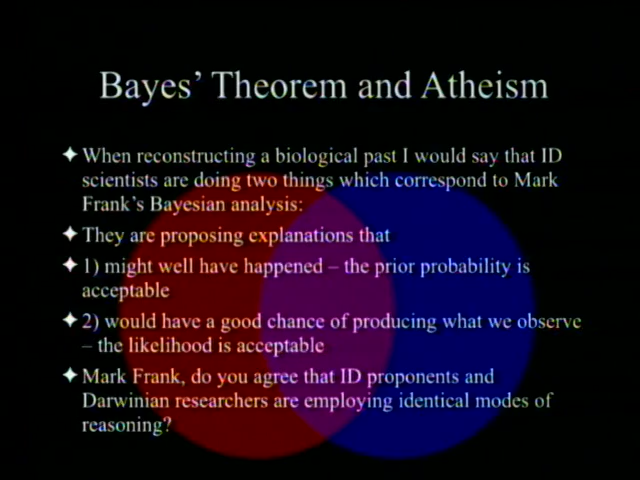 Bayes' Theorem and Atheism
When reconstructing a biological past I would say that ID
scientists are doing two things which correspond to Mark
Frank's Bayesian analysis:
They are proposing explanations that
1) might well have happened – the prior probability is
acceptable
2) would have a good chance of producing what we observe
– the likelihood is acceptable
Mark Frank, do you agree that ID proponents and
Darwinian researchers are employing identical modes of
reasoning?